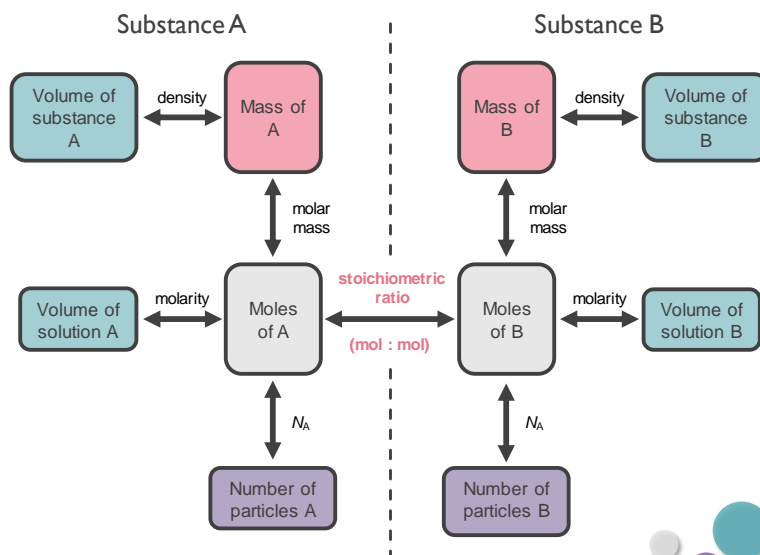 Substance A
Substance B
Volume of
substance
A
density
Mass of
A
Mass of
B
density
Volume of
substance
B
molar
mass
molar
mass
Volume of
solution A
molarity
Moles
of A
stoichiometric
ratio
(mol : mol)
Moles
of B
molarity
Volume of
solution B
NA
NA
Number of
particles A
Number of
particles B